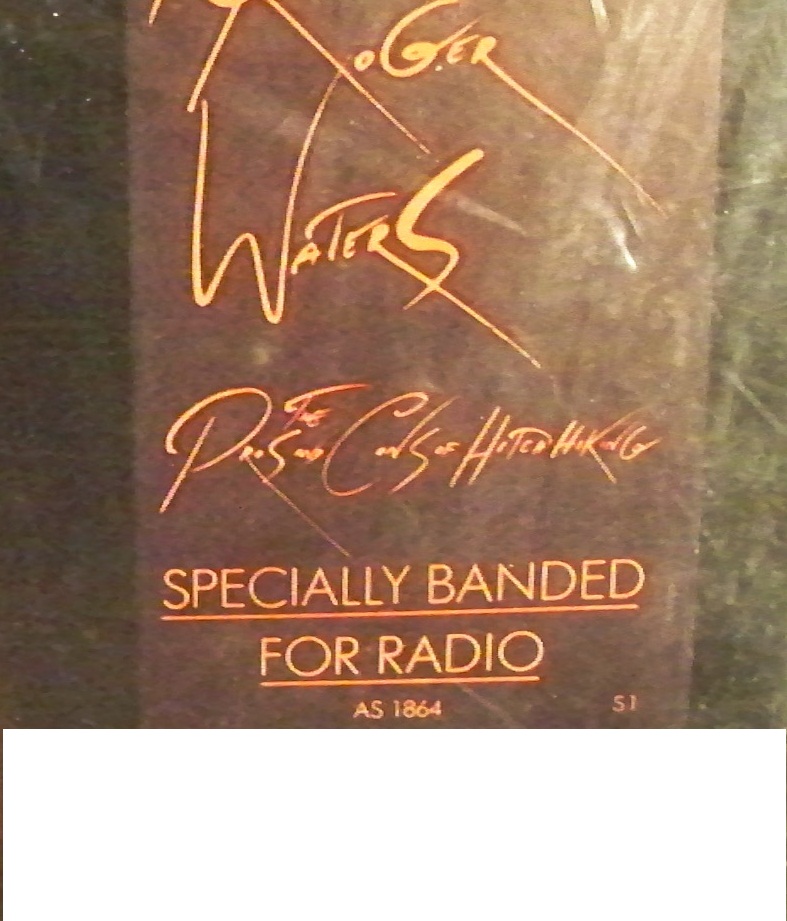 ROGER
WATERS
THE
PROS AND CONS OF HITCH HIKING
SPECIALLY BANDED
FOR RADIO
AS 1864 S1